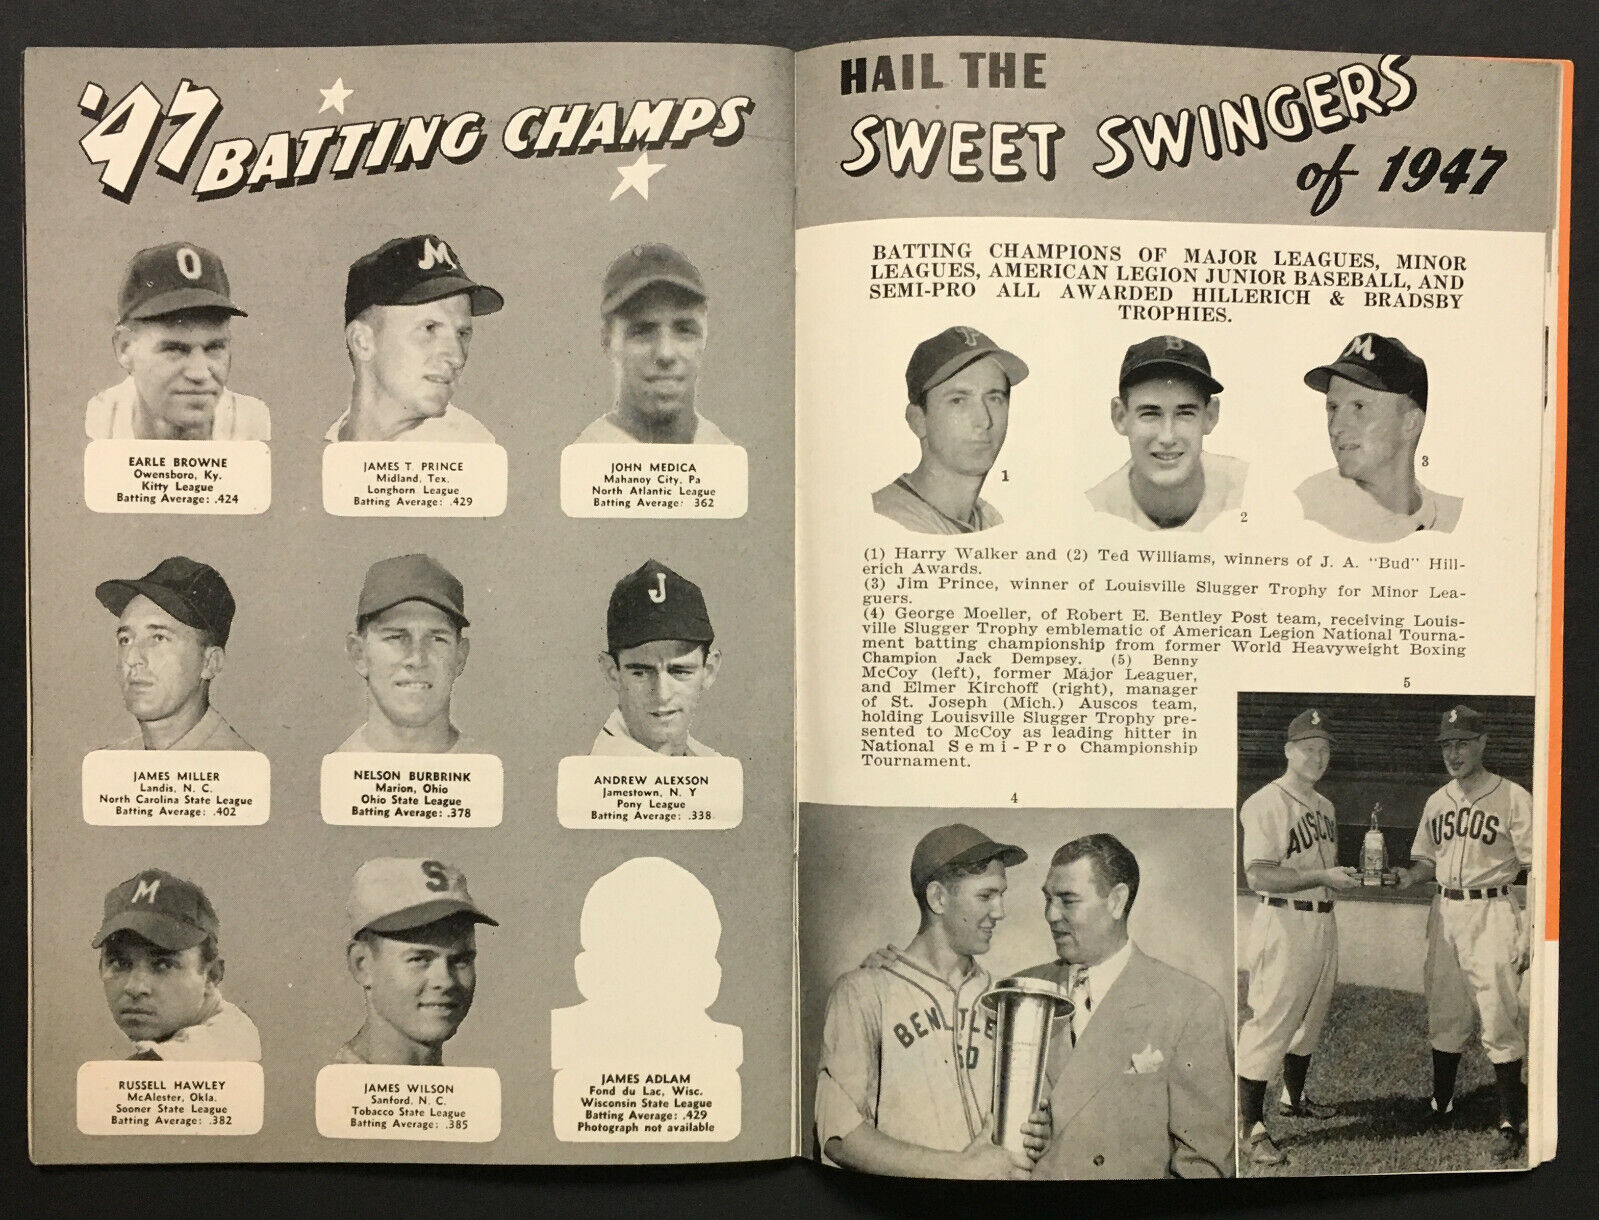 '47 BATTING CHAMPS
O
EARLE BROWNE
Owensboro, Ky.
Kitty League
Batting Average: .424
M
JAMES T. PRINCE
Midland, Tex.
Longhorn League
Batting Average: .429
JOHN MEDICA
Mahanoy City, Pa
North Atlantic League
Batting Average: 362
JAMES MILLER
Landis, N. C.
North Carolina State League
Batting Average: .402
NELSON BURBRINK
Marion, Ohio
Ohio State League
Batting Average: .378
J
ANDREW ALEXSON
Jamestown, N. Y
Pony League
Batting Average: .338
M
RUSSELL HAWLEY
McAlester, Okla.
Sooner State League
Batting Average: .382
S
JAMES WILSON
Sanford, N. C.
Tobacco State League
Batting Average: .385
JAMES ADLAM
Fond du Lac, Wisc.
Wisconsin State League
Batting Average: .429
Photograph not available
HAIL THE
SWEET SWINGERS
of 1947
BATTING CHAMPIONS OF MAJOR LEAGUES, MINOR
LEAGUES, AMERICAN LEGION JUNIOR BASEBALL, AND
SEMI-PRO ALL AWARDED HILLERICH & BRADSBY
TROPHIES.
P
1
B
2
M
3
(1) Harry Walker and (2) Ted Williams, winners of J. A. "Bud" Hill-
erich Awards.
(3) Jim Prince, winner of Louisville Slugger Trophy for Minor Lea-
guers.
(4) George Moeller, of Robert E. Bentley Post team, receiving Louis-
ville Slugger Trophy emblematic of American Legion National Tourna-
ment batting championship from former World Heavyweight Boxing
Champion Jack Dempsey. (5) Benny
McCoy (left), former Major Leaguer,
and Elmer Kirchoff (right), manager
of St. Joseph (Mich.) Auscos team,
holding Louisville Slugger Trophy pre-
sented to McCoy as leading hitter in
National Semi-Pro Championship
Tournament.
4
BENTLE
50
5
AUSCO
USCOS